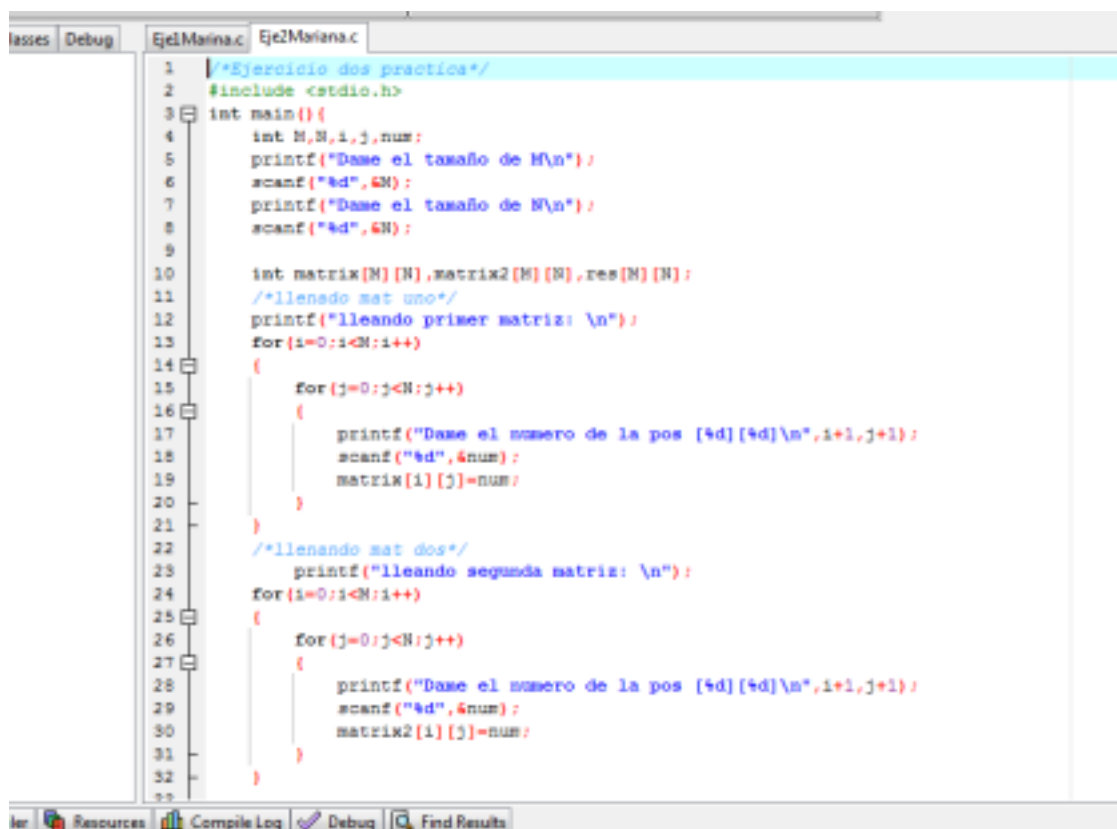 lasses Debug Eje1Marina.c Eje2Mariana.c
1 /*Ejercicio dos practica*/
2 #include <stdio.h>
3 int main(){
4 int M,N,i,j,num;
5 printf("Dame el tamaño de M\n");
6 scanf("%d",&M);
7 printf("Dame el tamaño de N\n");
8 scanf("%d",&N);
9
10 int matrix[M][N],matrix2[M][N],res[M][N];
11 /*llenado mat uno*/
12 printf("lleando primer matriz: \n");
13 for(i=0;i<M;i++)
14 {
15 for(j=0;j<N;j++)
16 {
17 printf("Dame el numero de la pos [%d][%d]\n",i+1,j+1);
18 scanf("%d",&num);
19 matrix[i][j]=num;
20 }
21 }
22 /*llenando mat dos*/
23 printf("lleando segunda matriz: \n");
24 for(i=0;i<M;i++)
25 {
26 for(j=0;j<N;j++)
27 {
28 printf("Dame el numero de la pos [%d][%d]\n",i+1,j+1);
29 scanf("%d",&num);
30 matrix2[i][j]=num;
31 }
32 }
ler Resources Compile Log Debug Find Results